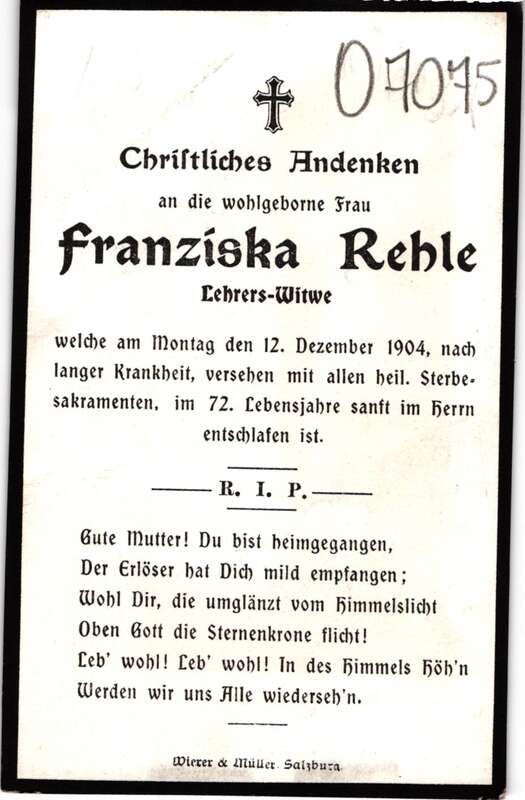 07075
Chriſtliches Andenken
an die wohlgeborne Frau
Franziska Rehle
Lehrers-Witwe
welche am Montag den 12. Dezember 1904, nach
langer Krankheit, versehen mit allen heil. Sterbe-
sakramenten, im 72. Lebensjahre sanft im Herrn
entschlafen ist.
R. I. P.
Gute Mutter! Du bist heimgegangen,
Der Erlöser hat Dich mild empfangen;
Wohl Dir, die umglänzt vom Himmelslicht
Oben Gott die Sternenkrone flicht!
Leb' wohl! Leb' wohl! In des Himmels Höh'n
Werden wir uns Alle wiederseh'n.
& Müller. Salzburg